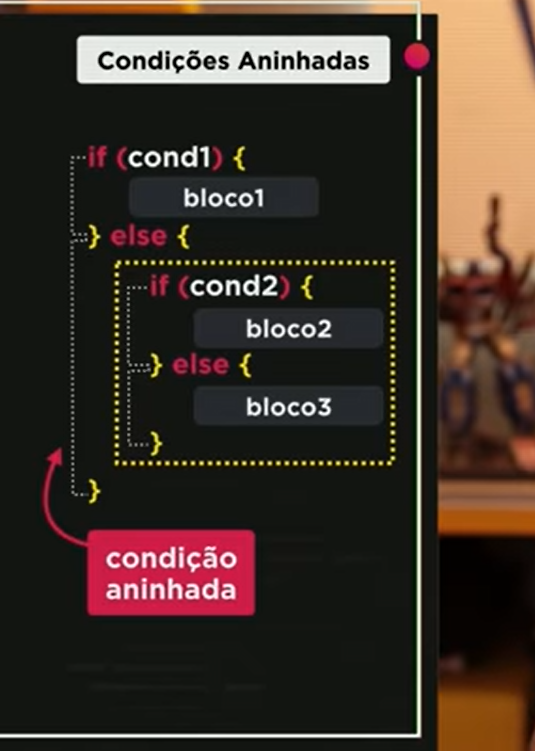 Condições Aninhadas
if (cond1) {
bloco1
} else {
if (cond2) {
bloco2
} else {
bloco3
}
}
condição
aninhada